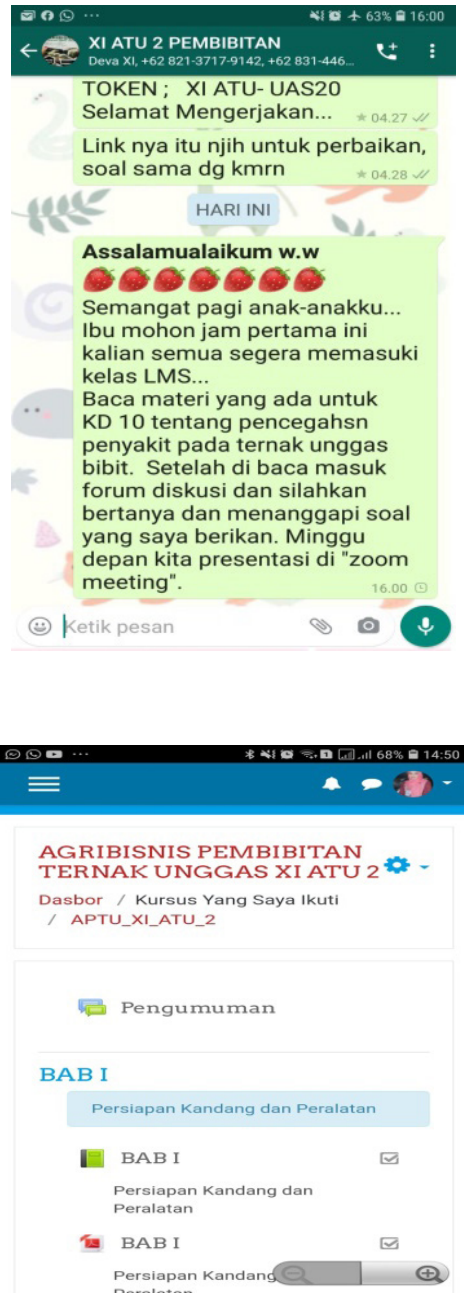 63% 16:00
XI ATU 2 PEMBIBITAN
Deva XI, +62 821-3717-9142, +62 831-446...
TOKEN ; XI ATU- UAS20
Selamat Mengerjakan...
04.27
Link nya itu njih untuk perbaikan,
soal sama dg kmrn
04.28
HARI INI
Assalamualaikum w.w
Semangat pagi anak-anakku...
Ibu mohon jam pertama ini
kalian semua segera memasuki
kelas LMS...
Baca materi yang ada untuk
KD 10 tentang pencegahsn
penyakit pada ternak unggas
bibit. Setelah di baca masuk
forum diskusi dan silahkan
bertanya dan menanggapi soal
yang saya berikan. Minggu
depan kita presentasi di "zoom
meeting".
16.00
Ketik pesan
68% 14:50
AGRIBISNIS PEMBIBITAN
TERNAK UNGGAS XI ATU 2
Dasbor / Kursus Yang Saya Ikuti
/ APTU_XI_ATU_2
Pengumuman
BAB I
Persiapan Kandang dan Peralatan
BAB I
Persiapan Kandang dan
Peralatan
BAB I
Persiapan Kandang